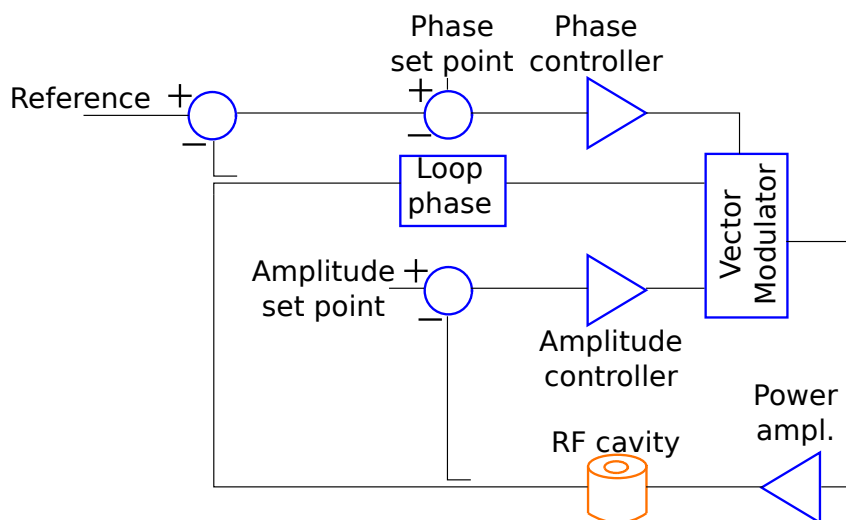 Phase
set point
Phase
controller
Reference
+
−
+
−
Loop
phase
Vector
Modulator
Amplitude
set point
+
−
Amplitude
controller
Power
ampl.
RF cavity